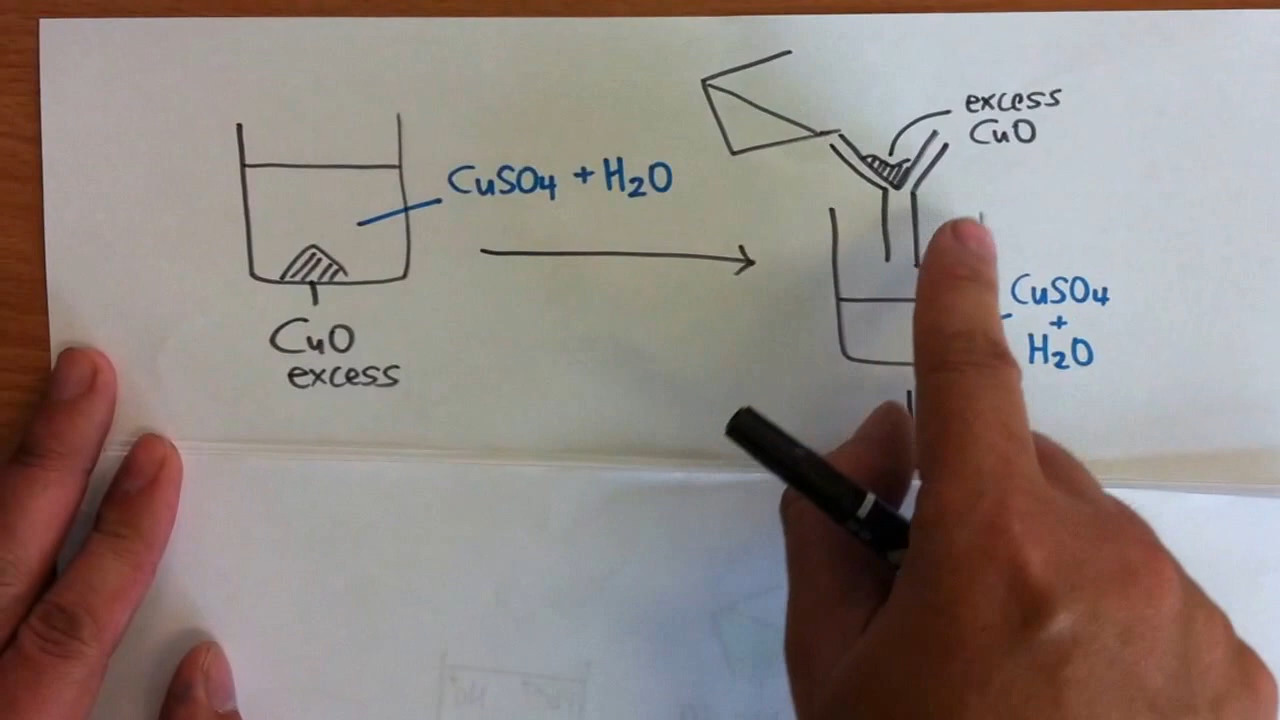 CuSO4 + H2O
CuO
excess
excess
CuO
CuSO4
+
H2O